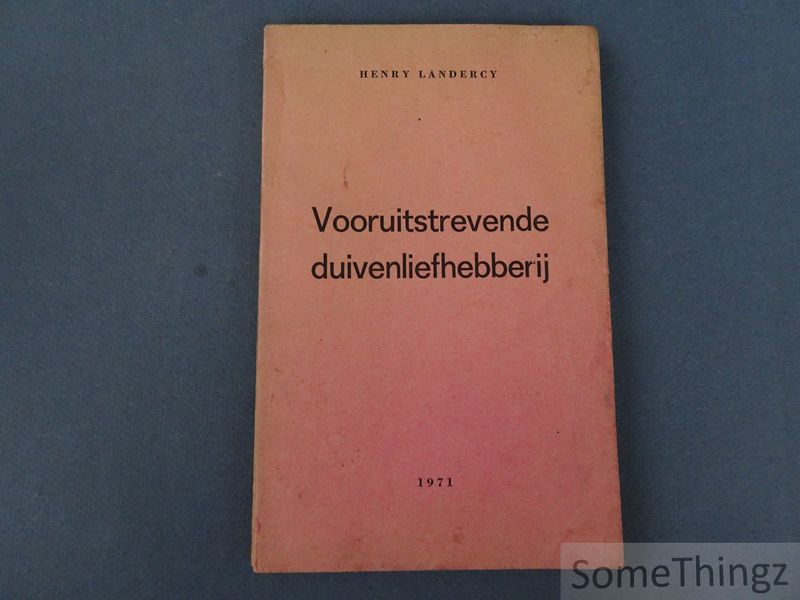 HENRY LANDERCY
Vooruitstrevende
duivenliefhebberij
1971
SomeThingz